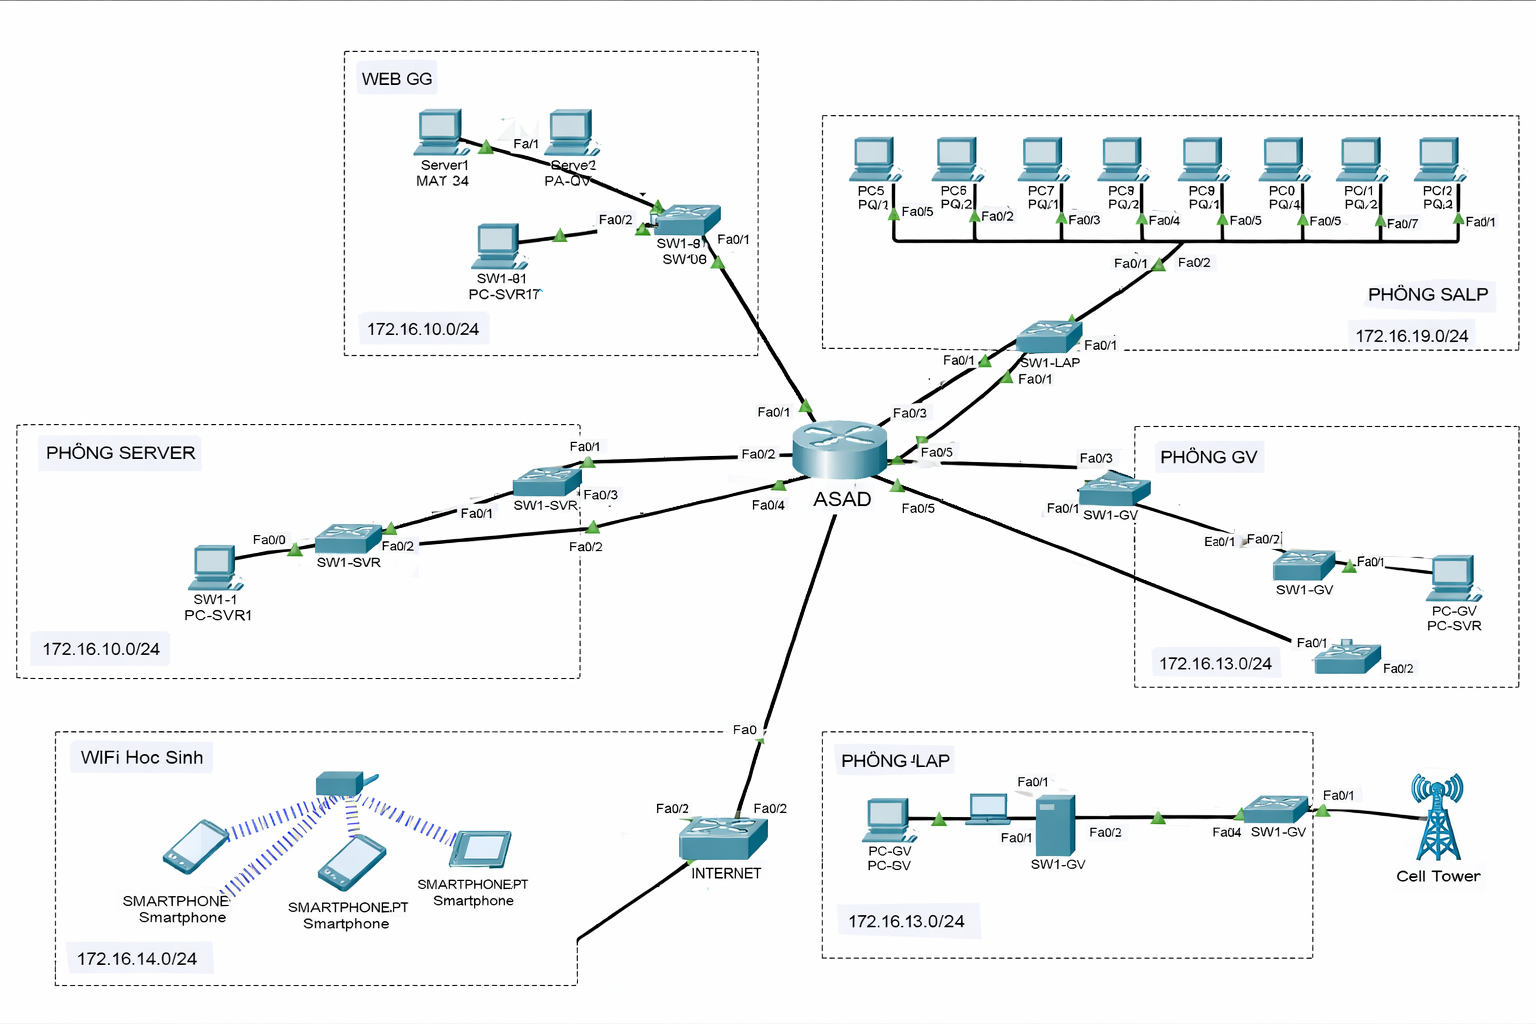 WEB GG
Fa/1
Server1
MAT 34
Serve2
PA-QV
Fa0/2
Fa0/1
SW1-81
PC-SVR17
172.16.10.0/24
PC5
PC7
PC9
PC0
Fa0/5
Fa0/2
Fa0/3
Fa0/4
Fa0/5
Fa0/5
Fa0/7
Fa0/1
Fa0/1
Fa0/2
PHÖNG SALP
172.16.19.0/24
Fa0/1
SW1-LAP
Fa0/1
Fa0/1
Fa0/1
Fa0/3
PHÖNG SERVER
Fa0/1
Fa0/2
SW1-SVR
Fa0/3
Fa0/1
Fa0/4
Fa0/0
Fa0/2
SW1-SVR
Fa0/2
SW1-1
PC-SVR1
172.16.10.0/24
ASAD
Fa0/5
Fa0/5
PHÖNG GV
Fa0/3
Fa0/1
SW1-GV
Ea0/1
Fa0/2
Fa0/1
SW1-GV
PC-GV
PC-SVR
Fa0/1
Fa0/2
172.16.13.0/24
WIFi Hoc Sinh
SMARTPHONE
Smartphone
SMARTPHONE.PT
Smartphone
SMARTPHONE.PT
Smartphone
172.16.14.0/24
Fa0
Fa0/2
Fa0/2
INTERNET
PHÖNG LAP
Fa0/1
Fa0/1
Fa0/2
PC-GV
PC-GV
SW1-GV
Fa04
SW1-GV
Fa0/1
172.16.13.0/24
Cell Tower